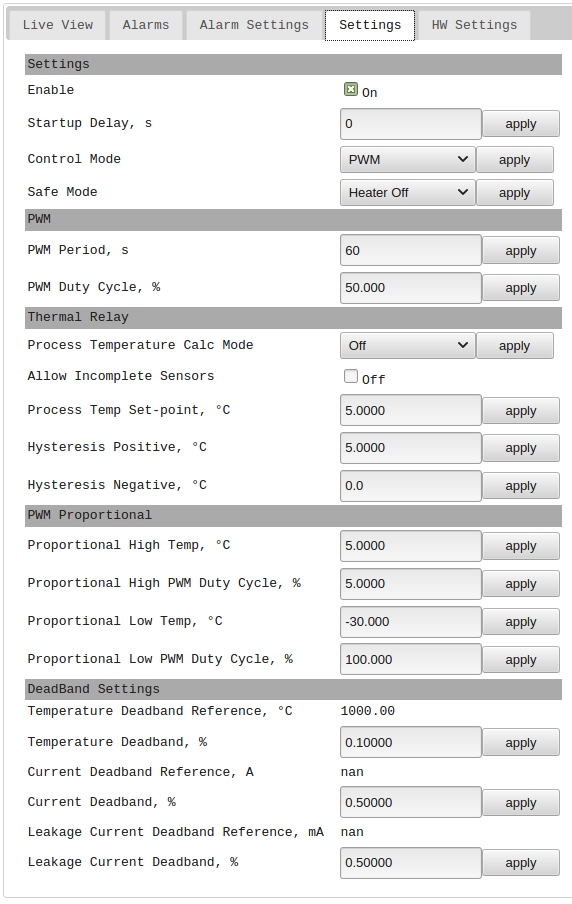 Live View Alarms Alarm Settings Settings HW Settings
Settings
Enable On
Startup Delay, s 0 apply
Control Mode PWM apply
Safe Mode Heater Off apply
PWM
PWM Period, s 60 apply
PWM Duty Cycle, % 50.000 apply
Thermal Relay
Process Temperature Calc Mode Off apply
Allow Incomplete Sensors Off
Process Temp Set-point, °C 5.0000 apply
Hysteresis Positive, °C 5.0000 apply
Hysteresis Negative, °C 0.0 apply
PWM Proportional
Proportional High Temp, °C 5.0000 apply
Proportional High PWM Duty Cycle, % 5.0000 apply
Proportional Low Temp, °C -30.000 apply
Proportional Low PWM Duty Cycle, % 100.000 apply
DeadBand Settings
Temperature Deadband Reference, °C 1000.00
Temperature Deadband, % 0.10000 apply
Current Deadband Reference, A nan
Current Deadband, % 0.50000 apply
Leakage Current Deadband Reference, mA nan
Leakage Current Deadband, % 0.50000 apply